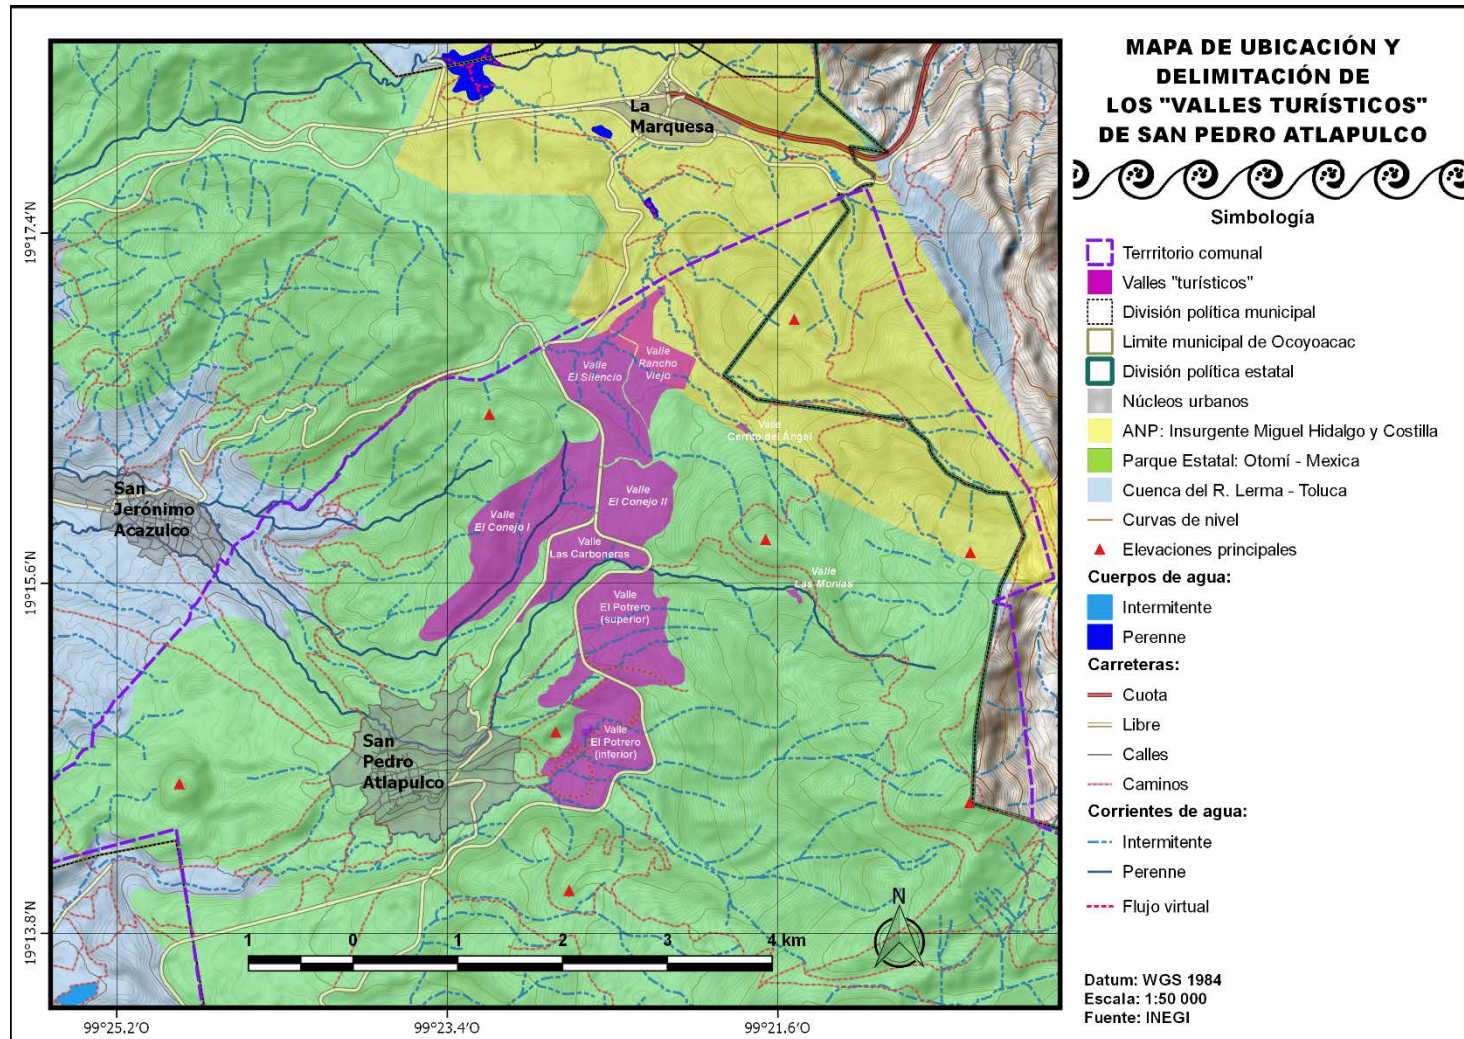 MAPA DE UBICACIÓN Y
DELIMITACIÓN DE
LOS "VALLES TURÍSTICOS"
DE SAN PEDRO ATLAPULCO
Simbología
Terrritorio comunal
Valles "turísticos"
División política municipal
Limite municipal de Ocoyoacac
División política estatal
Núcleos urbanos
ANP: Insurgente Miguel Hidalgo y Costilla
Parque Estatal: Otomí - Mexica
Cuenca del R. Lerma - Toluca
Curvas de nivel
Elevaciones principales
Cuerpos de agua:
Intermitente
Perenne
Carreteras:
Cuota
Libre
Calles
Caminos
Corrientes de agua:
Intermitente
Perenne
Flujo virtual
Datum: WGS 1984
Escala: 1:50 000
Fuente: INEGI
La
Marquesa
Valle
El Silencio
Valle
Rancho
Viejo
Valle
Cerrito del Ángel
Valle
El Conejo I
Valle
El Conejo II
Valle
Las Carboneras
Valle
Las Monjas
Valle
El Potrero
(superior)
Valle
El Potrero
(inferior)
San
Jerónimo
Acazulco
San
Pedro
Atlapulco
N
1 0 1 2 3 4 km
19°17.4'N
19°15.6'N
19°13.8'N
99°25.2'O
99°23.4'O
99°21.6'O